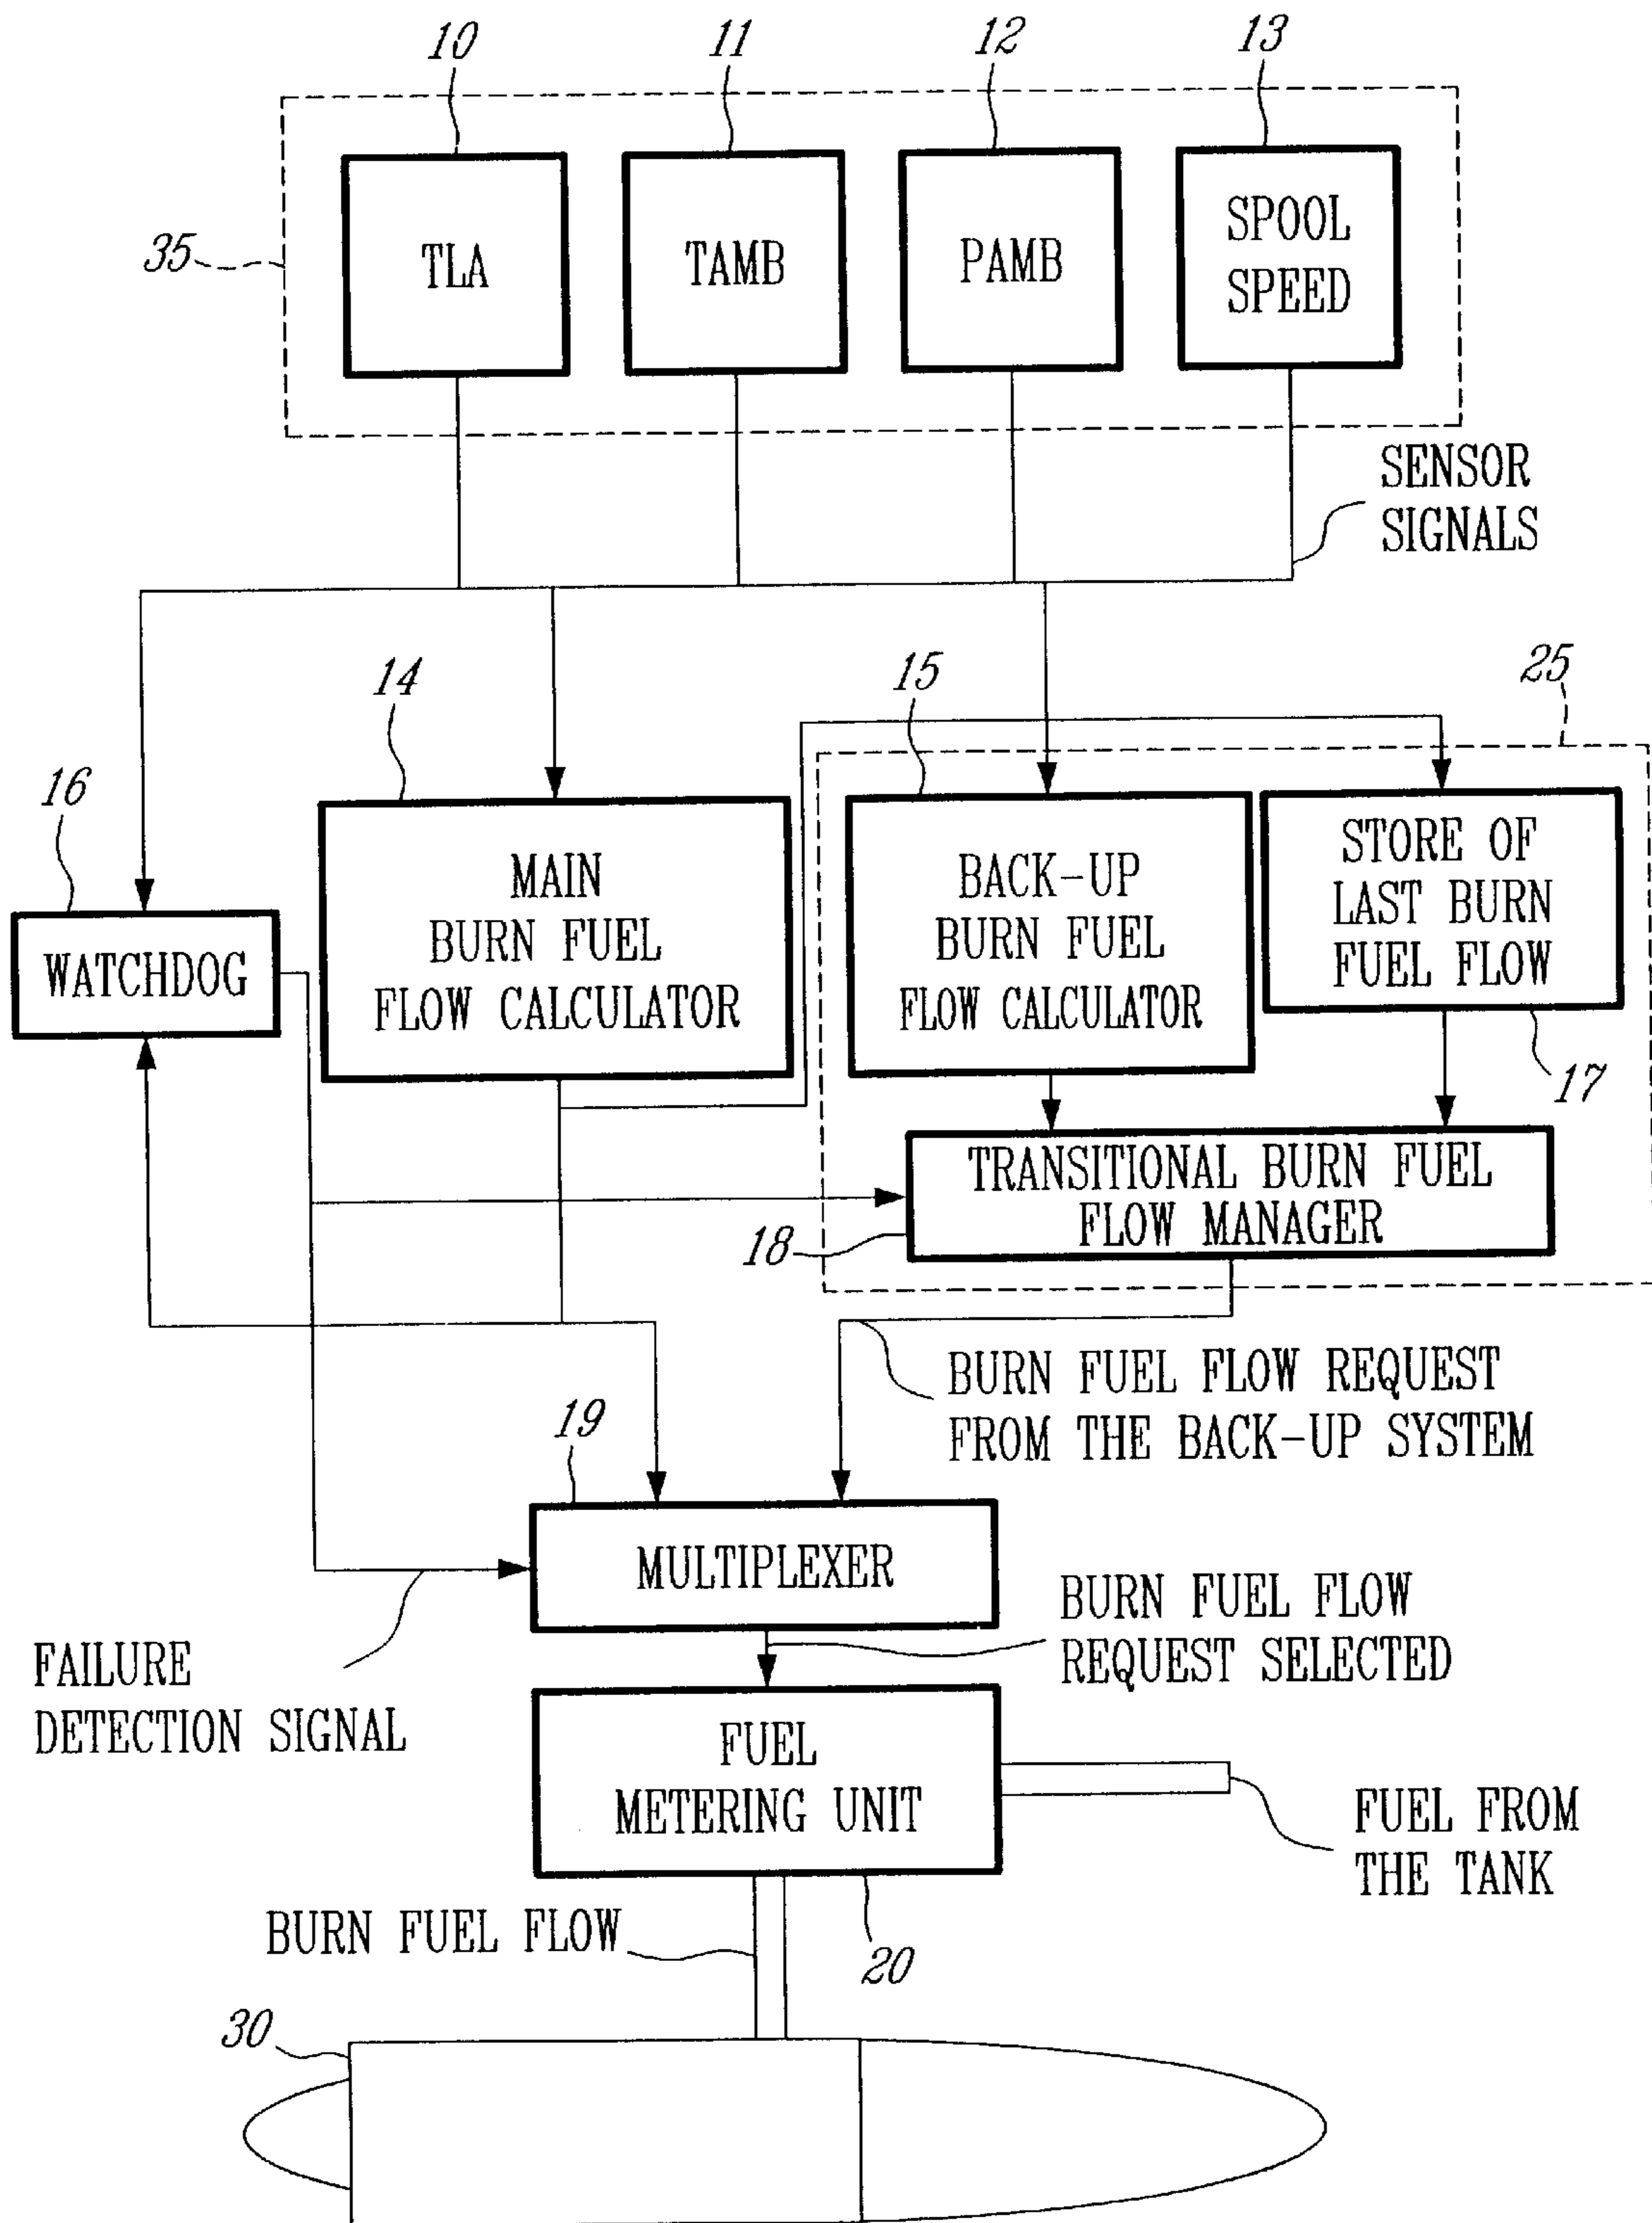 10
11
12
13
35
TLA
TAMB
PAMB
SPOOL
SPEED
SENSOR
SIGNALS
14
15
25
16
WATCHDOG
MAIN
BURN FUEL
FLOW CALCULATOR
BACK-UP
BURN FUEL
FLOW CALCULATOR
STORE OF
LAST BURN
FUEL FLOW
17
TRANSITIONAL BURN FUEL
FLOW MANAGER
18
BURN FUEL FLOW REQUEST
FROM THE BACK-UP SYSTEM
19
MULTIPLEXER
BURN FUEL FLOW
REQUEST SELECTED
FAILURE
DETECTION SIGNAL
FUEL
METERING UNIT
FUEL FROM
THE TANK
BURN FUEL FLOW
20
30